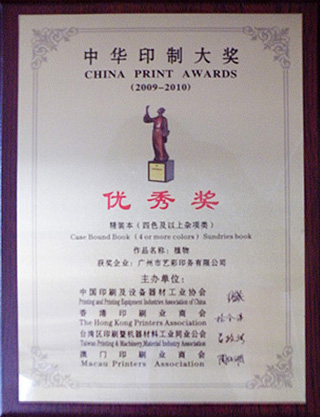 中华印制大奖
CHINA PRINT AWARDS
(2009-2010)
优秀奖
精装本（四色及以上杂项类）
Case Bound Book (4 or more colors) Sundries book
作品名称：植物
获奖企业：广州市艺彩印务有限公司
主办单位：
中国印刷及设备器材工业协会
Printing and Printing Equipment Industries Association of China
香港印刷业商会
The Hong Kong Printers Association
台湾区印刷暨机器材料工业同业公会
Taiwan Printing & Machinery Material Industry Association
澳门印刷业商会
Macau Printers Association